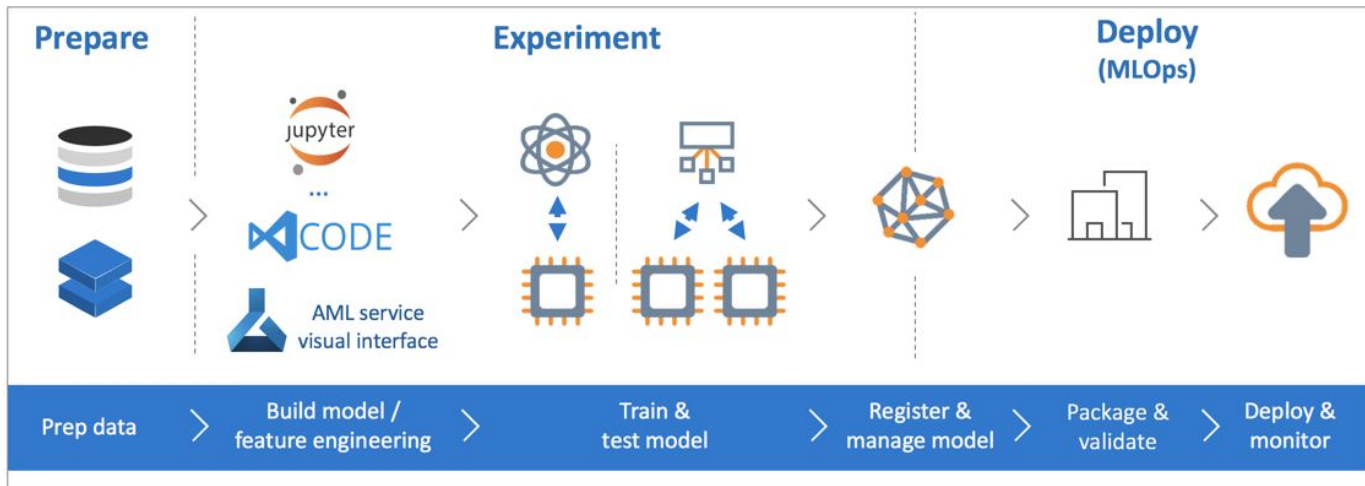 Prepare
Experiment
Deploy
(MLOps)
jupyter
...
CODE
AML service
visual interface
Prep data
Build model /
feature engineering
Train &
test model
Register &
manage model
Package &
validate
Deploy &
monitor